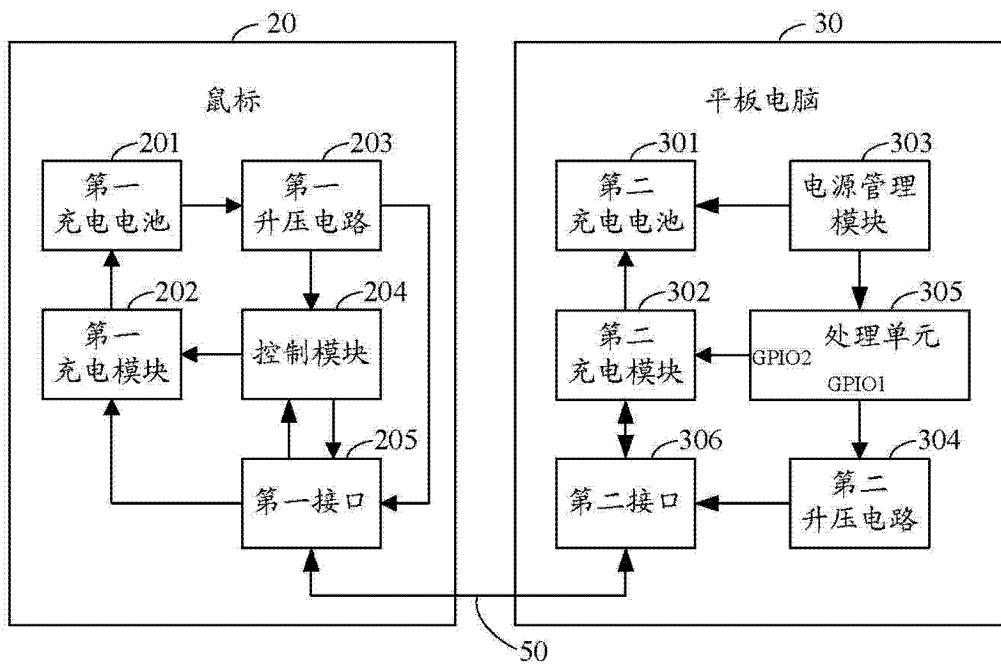 20
鼠标
201
第一
充电电池
203
第一
升压电路
202
第一
充电模块
204
控制模块
205
第一接口
30
平板电脑
301
第二
充电电池
303
电源管理
模块
302
第二
充电模块
305
处理单元
GPIO2
GPIO1
306
第二接口
304
第二
升压电路
50